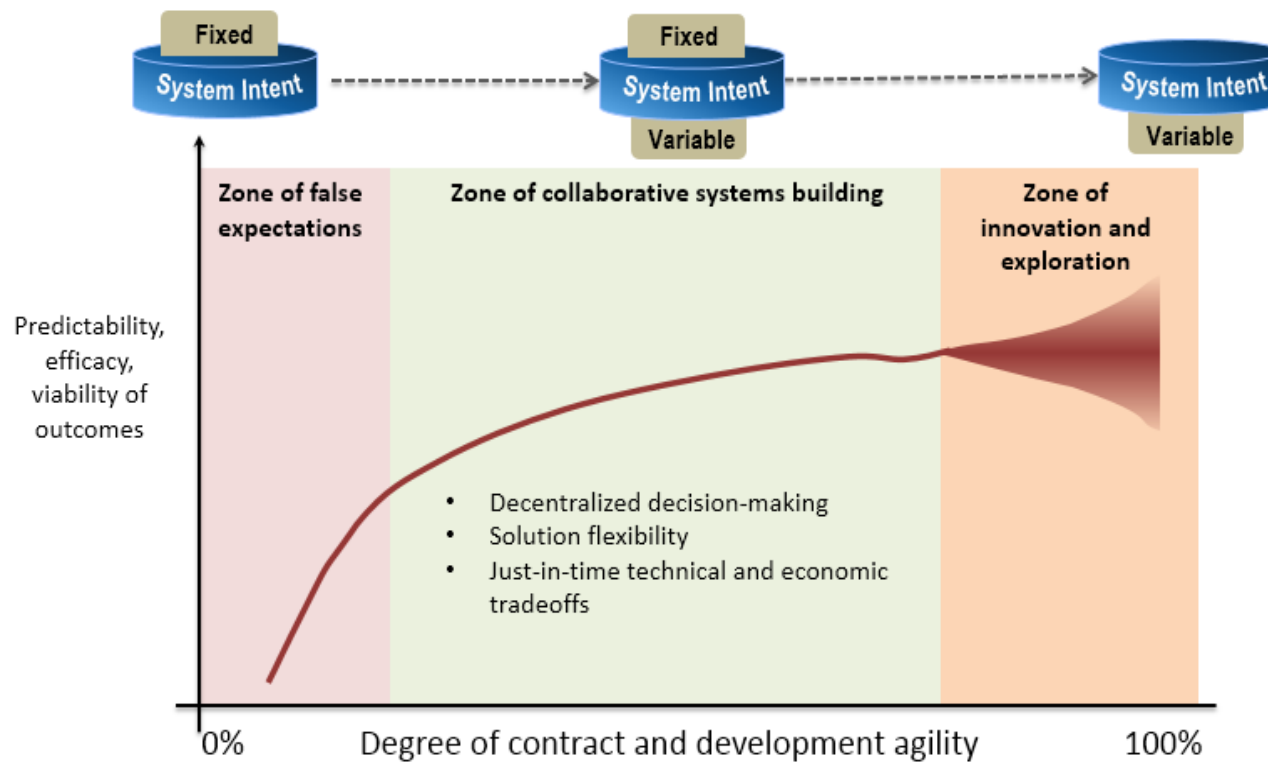 Fixed
System Intent
Fixed
System Intent
Variable
System Intent
Variable
Zone of false
expectations
Zone of collaborative systems building
Zone of
innovation and
exploration
Predictability,
efficacy,
viability of
outcomes
• Decentralized decision-making
• Solution flexibility
• Just-in-time technical and economic
tradeoffs
0%
Degree of contract and development agility
100%